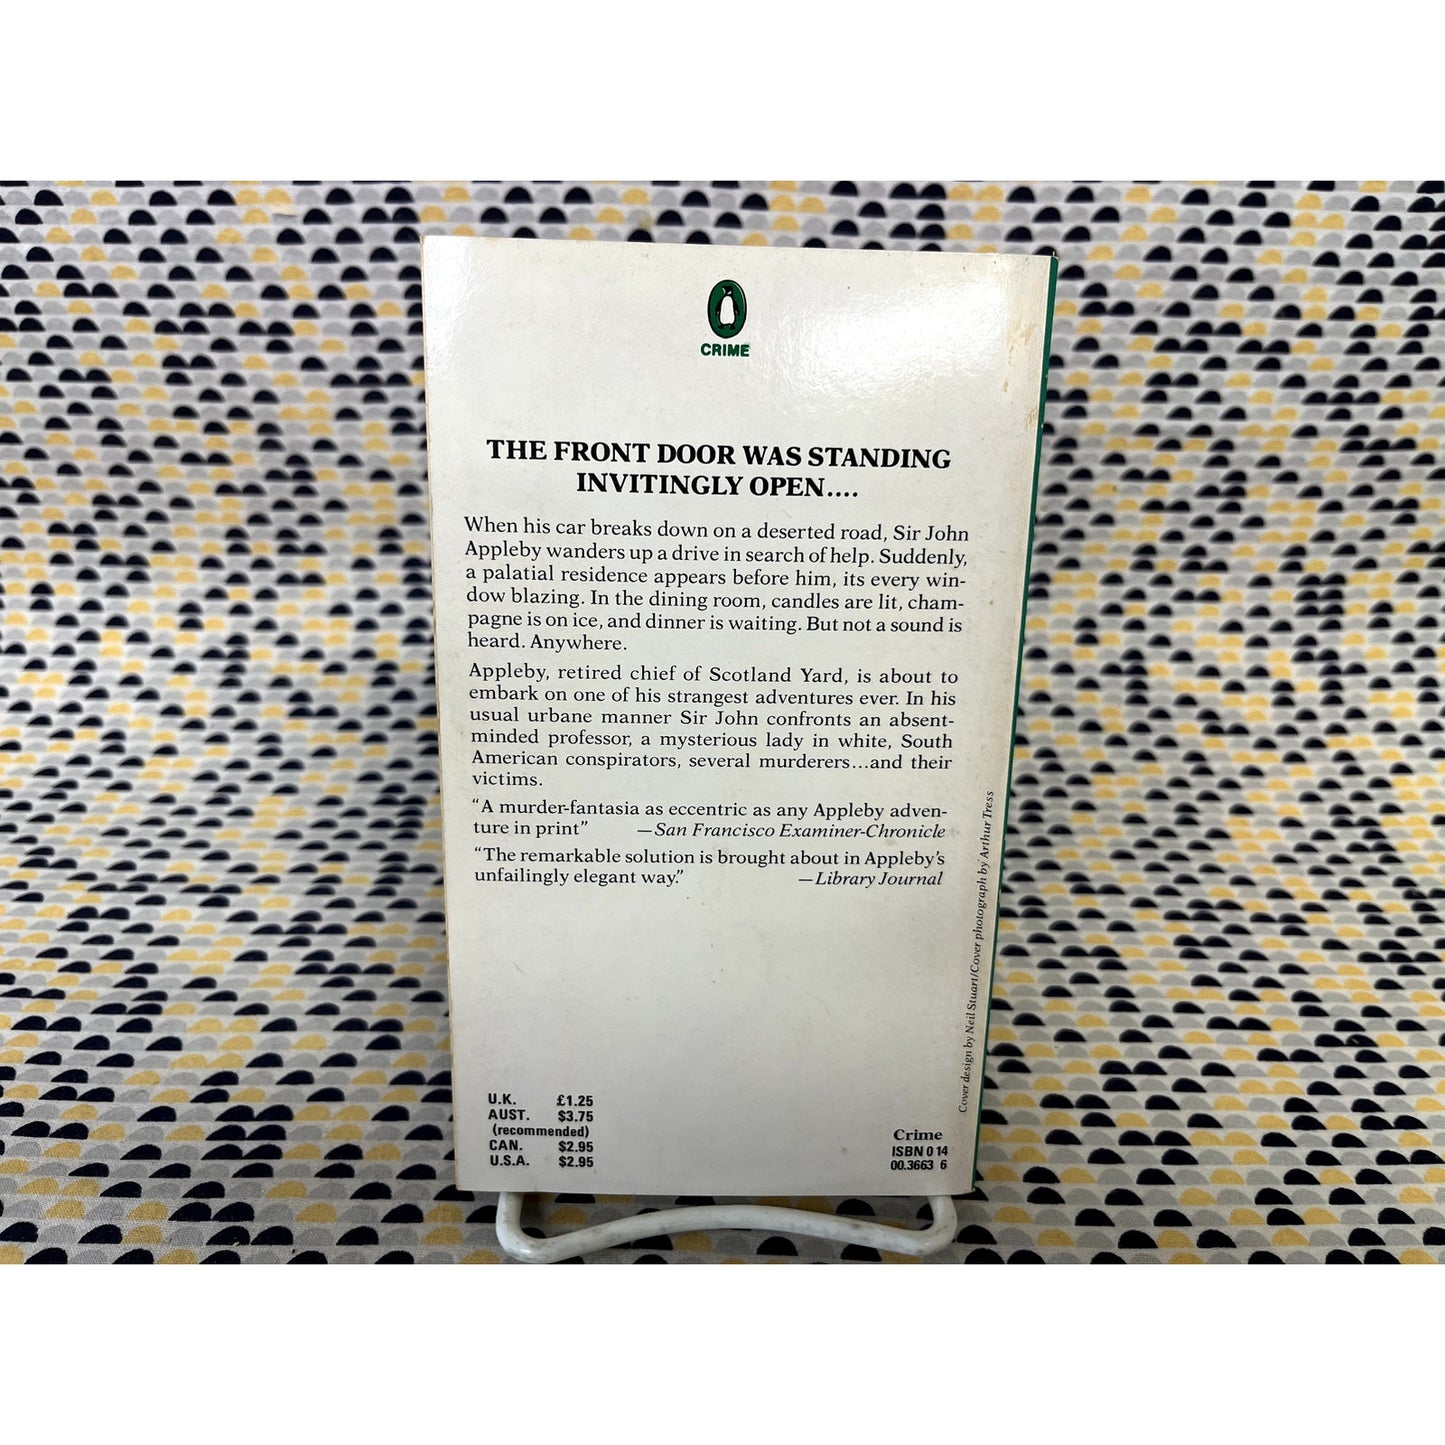 CRIME
THE FRONT DOOR WAS STANDING
INVITINGLY OPEN....
When his car breaks down on a deserted road, Sir John
Appleby wanders up a drive in search of help. Suddenly,
a palatial residence appears before him, its every win-
dow blazing. In the dining room, candles are lit, cham-
pagne is on ice, and dinner is waiting. But not a sound is
heard. Anywhere.
Appleby, retired chief of Scotland Yard, is about to
embark on one of his strangest adventures ever. In his
usual urbane manner Sir John confronts an absent-
minded professor, a mysterious lady in white, South
American conspirators, several murderers...and their
victims.
“A murder-fantasia as eccentric as any Appleby adven-
ture in print” —San Francisco Examiner-Chronicle
“The remarkable solution is brought about in Appleby’s
unfailingly elegant way.” —Library Journal
Cover design by Neil Stuart/Cover photograph by Arthur Tress
U.K. £1.25
AUST. $3.75
(recommended)
CAN. $2.95
U.S.A. $2.95
Crime
ISBN 0 14
00.3663 6